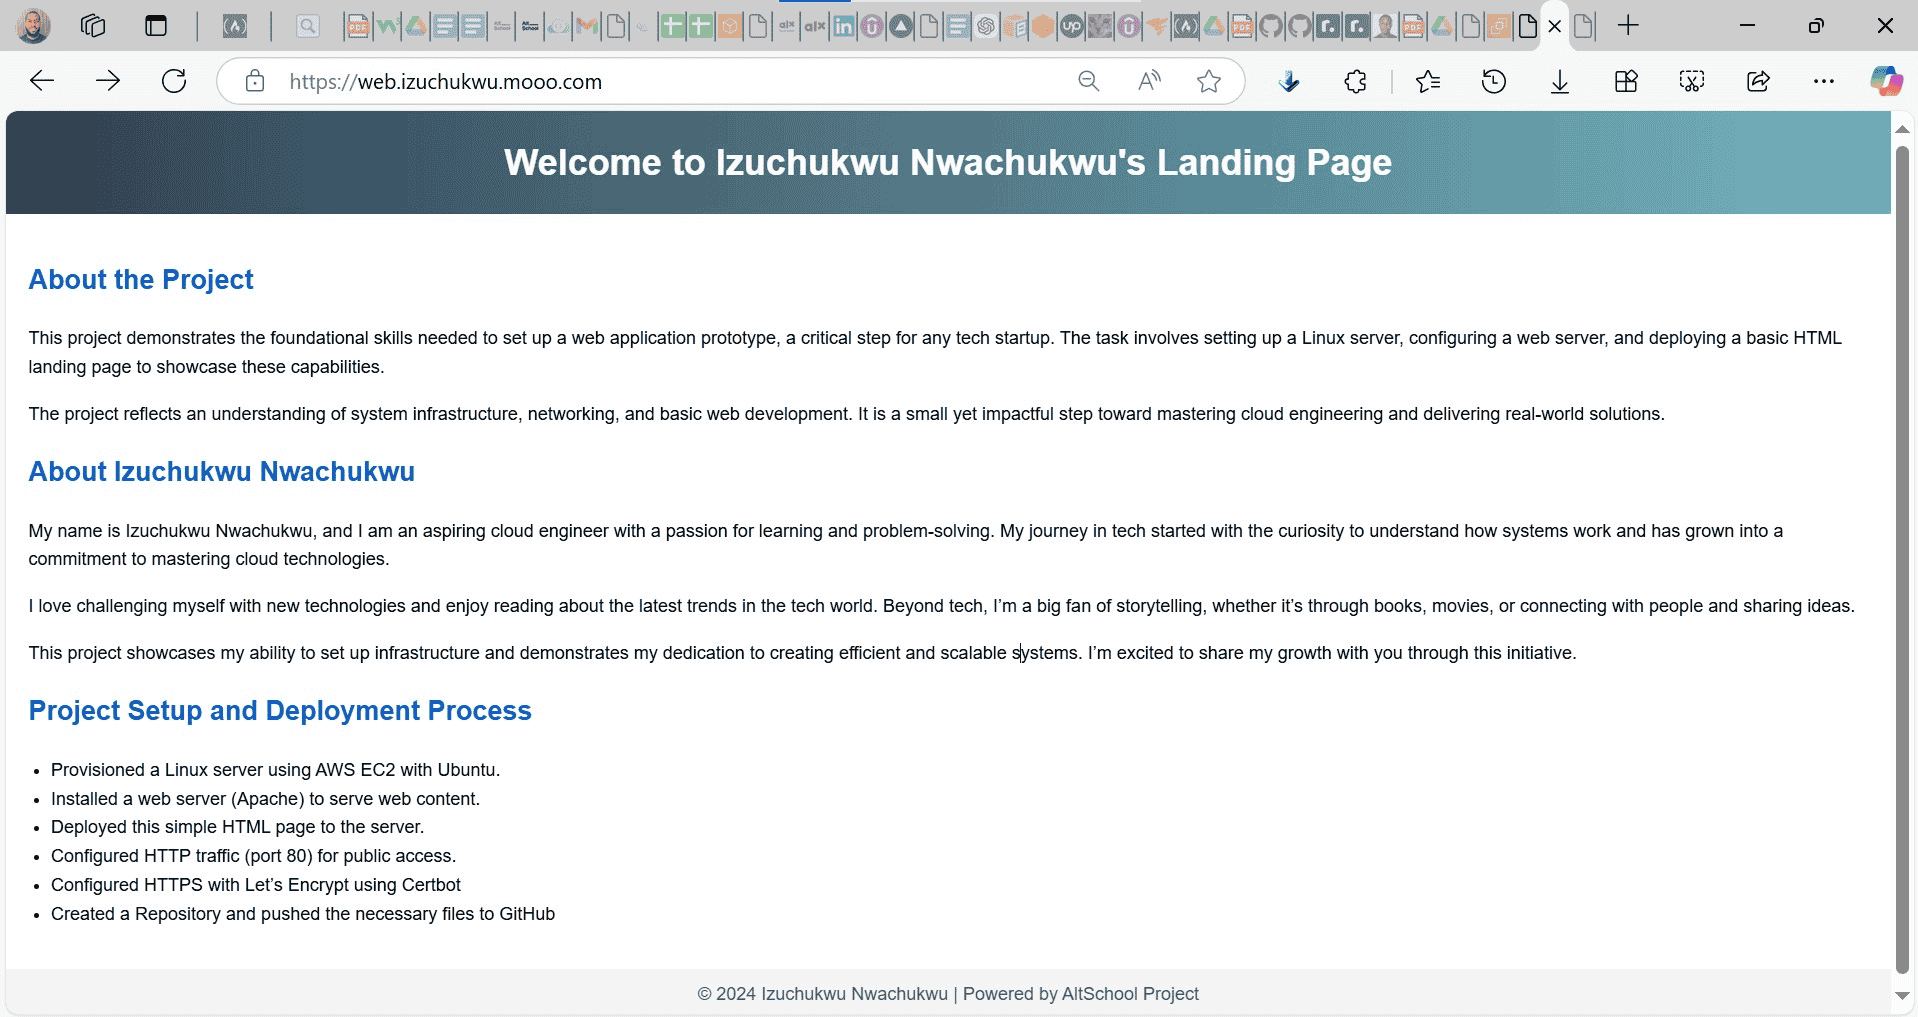 https://web.izuchukwu.mooo.com
Welcome to Izuchukwu Nwachukwu's Landing Page
About the Project
This project demonstrates the foundational skills needed to set up a web application prototype, a critical step for any tech startup. The task involves setting up a Linux server, configuring a web server, and deploying a basic HTML
landing page to showcase these capabilities.
The project reflects an understanding of system infrastructure, networking, and basic web development. It is a small yet impactful step toward mastering cloud engineering and delivering real-world solutions.
About Izuchukwu Nwachukwu
My name is Izuchukwu Nwachukwu, and I am an aspiring cloud engineer with a passion for learning and problem-solving. My journey in tech started with the curiosity to understand how systems work and has grown into a
commitment to mastering cloud technologies.
I love challenging myself with new technologies and enjoy reading about the latest trends in the tech world. Beyond tech, I’m a big fan of storytelling, whether it’s through books, movies, or connecting with people and sharing ideas.
This project showcases my ability to set up infrastructure and demonstrates my dedication to creating efficient and scalable systems. I’m excited to share my growth with you through this initiative.
Project Setup and Deployment Process
• Provisioned a Linux server using AWS EC2 with Ubuntu.
• Installed a web server (Apache) to serve web content.
• Deployed this simple HTML page to the server.
• Configured HTTP traffic (port 80) for public access.
• Configured HTTPS with Let’s Encrypt using Certbot
• Created a Repository and pushed the necessary files to GitHub
© 2024 Izuchukwu Nwachukwu | Powered by AltSchool Project